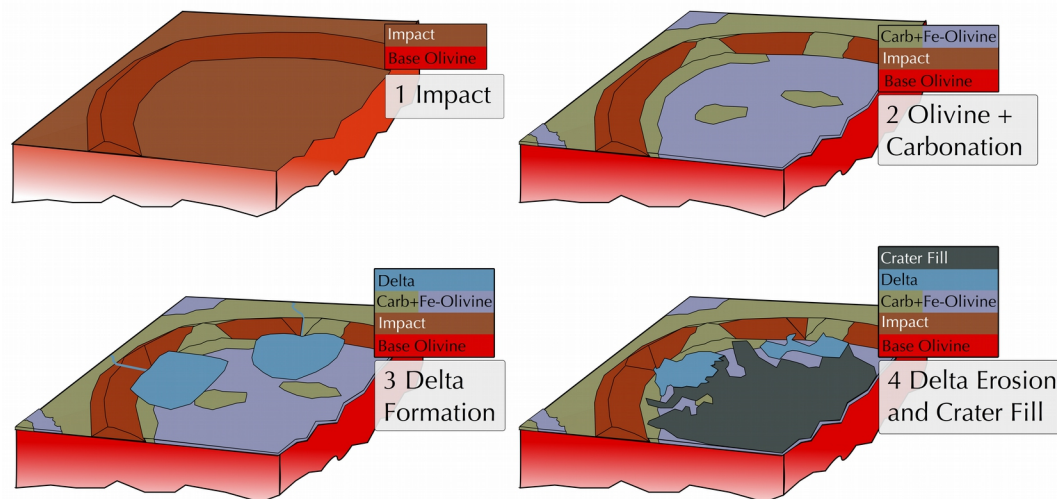 Impact
Base Olivine
1 Impact
Carb+Fe-Olivine
Impact
Base Olivine
2 Olivine +
Carbonation
Delta
Carb+Fe-Olivine
Impact
Base Olivine
3 Delta
Formation
Crater Fill
Delta
Carb+Fe-Olivine
Impact
Base Olivine
4 Delta Erosion
and Crater Fill